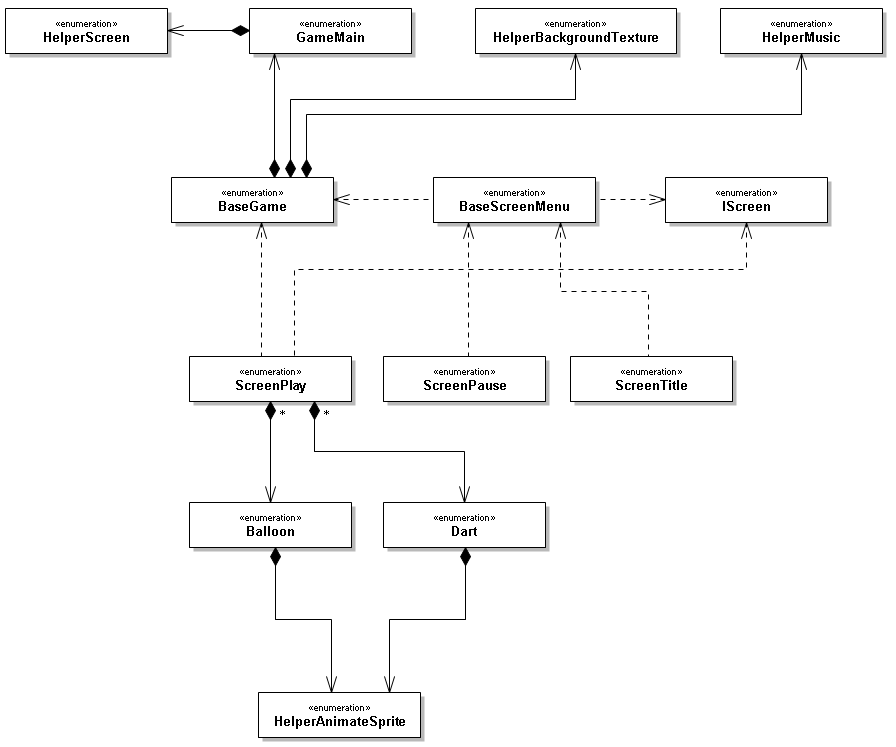 «enumeration»
HelperScreen
«enumeration»
GameMain
«enumeration»
HelperBackgroundTexture
«enumeration»
HelperMusic
«enumeration»
BaseGame
«enumeration»
BaseScreenMenu
«enumeration»
IScreen
«enumeration»
ScreenPlay
«enumeration»
ScreenPause
«enumeration»
ScreenTitle
*
*
«enumeration»
Balloon
«enumeration»
Dart
«enumeration»
HelperAnimateSprite